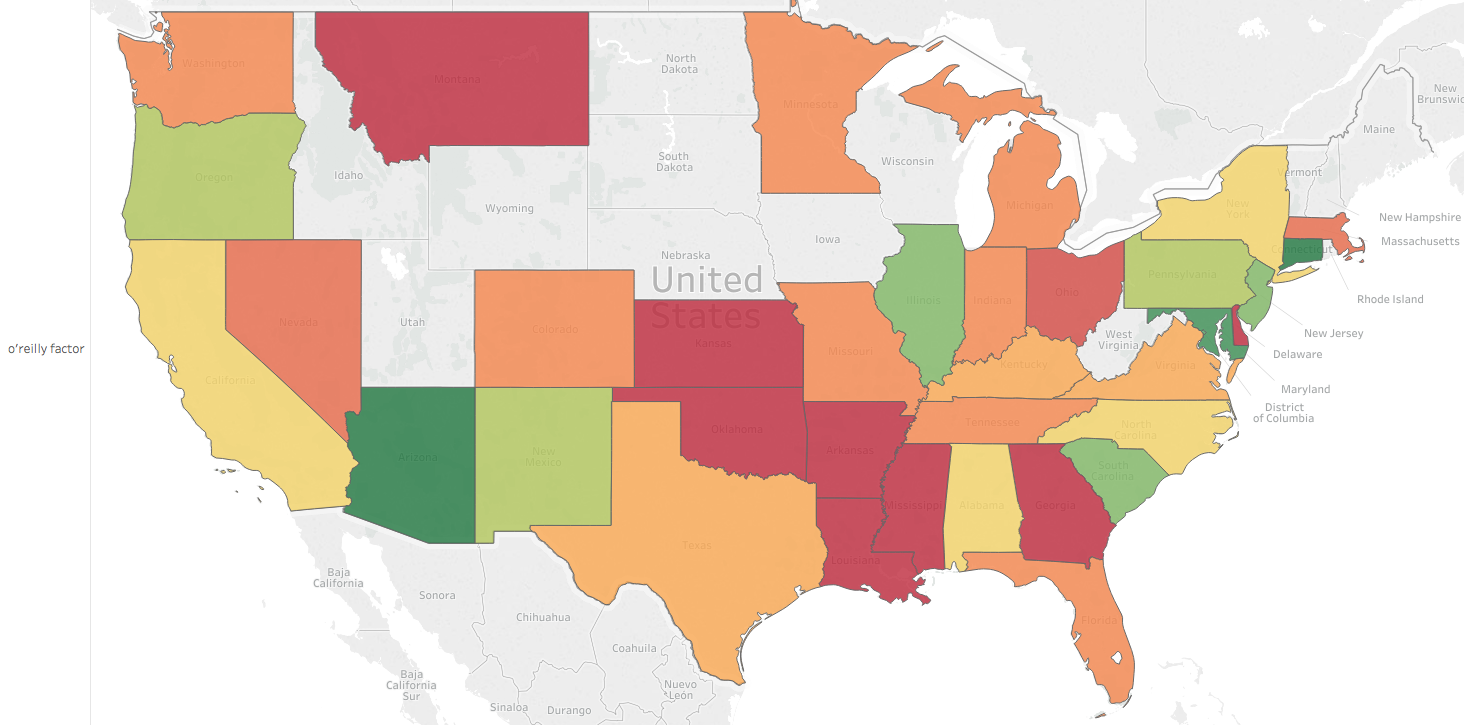 o'reilly factor
Washington
Montana
North
Dakota
Minnesota
New
Brunswic
Maine
Oregon
Idaho
South
Dakota
Wisconsin
Michigan
Vermont
New
York
New Hampshire
Massachusetts
Connecticut
Rhode Island
Wyoming
Iowa
Nebraska
Pennsylvania
United
States
Nevada
Utah
Colorado
Kansas
Missouri
Illinois
Indiana
Ohio
West
Virginia
New Jersey
Delaware
Maryland
District
of Columbia
California
Kentucky
Virginia
Arizona
New
Mexico
Oklahoma
Arkansas
Tennessee
North
Carolina
South
Carolina
Texas
Louisiana
Mississippi
Alabama
Georgia
Florida
Baja
California
Sonora
Chihuahua
Coahuila
Baja
California
Sur
Sinaloa
Durango
Nuevo
León